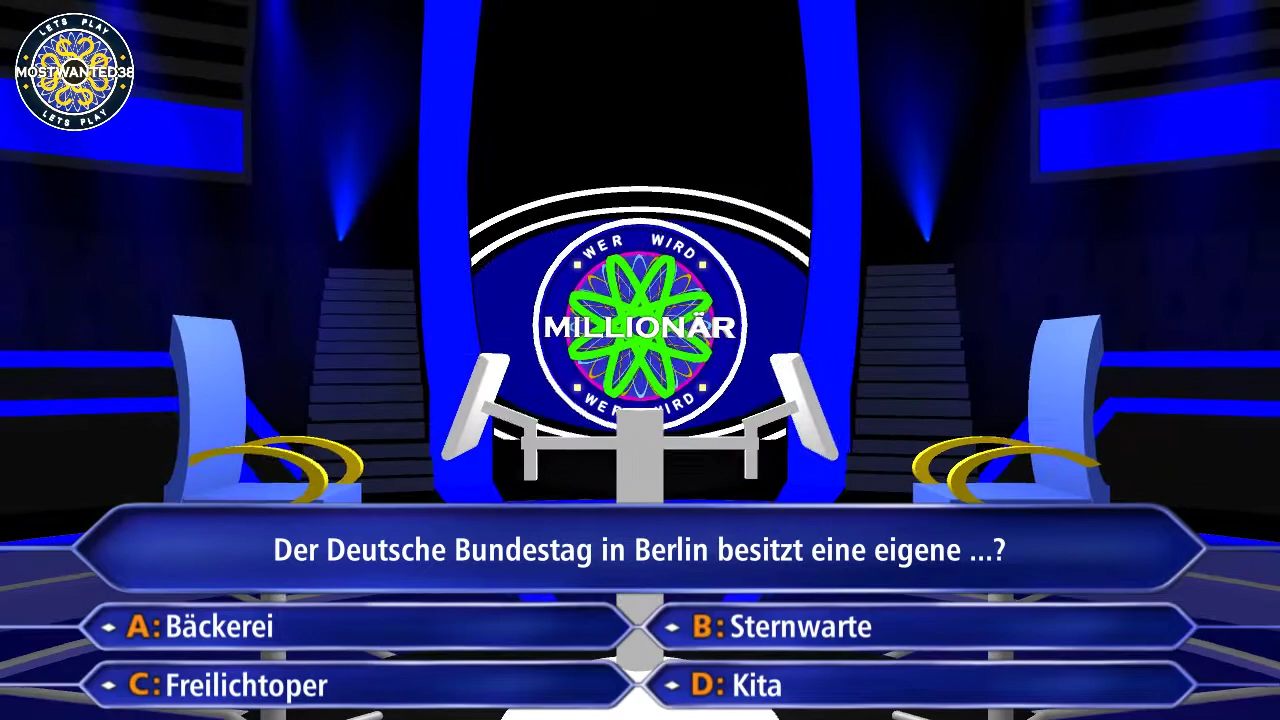 LETS PLAY
MOSTWANTED38
LETS PLAY
WER WIRD
MILLIONÄR
WER WIRD
Der Deutsche Bundestag in Berlin besitzt eine eigene ...?
A: Bäckerei
B: Sternwarte
C: Freilichtoper
D: Kita